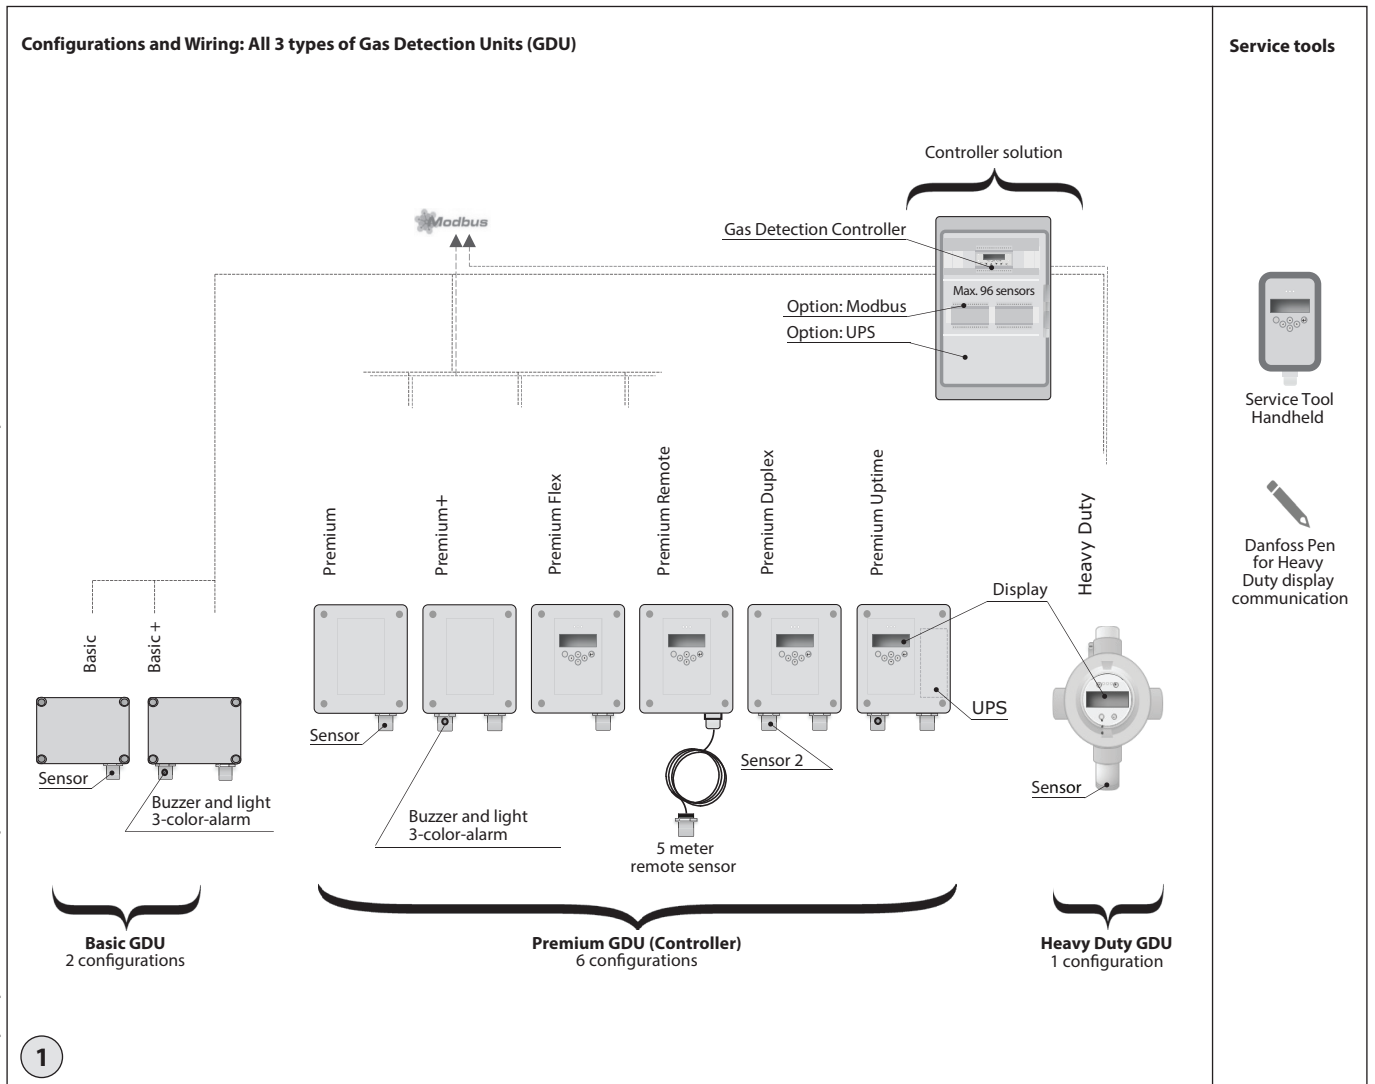 Configurations and Wiring: All 3 types of Gas Detection Units (GDU)
Service tools
Controller solution
Modbus
Gas Detection Controller
Max. 96 sensors
Option: Modbus
Option: UPS
Service Tool
Handheld
Danfoss Pen
for Heavy
Duty display
communication
Basic
Basic +
Premium
Premium+
Premium Flex
Premium Remote
Premium Duplex
Premium Uptime
Heavy Duty
Display
UPS
Sensor
Buzzer and light
3-color-alarm
Sensor
Buzzer and light
3-color-alarm
5 meter
remote sensor
Sensor 2
Sensor
Basic GDU
2 configurations
Premium GDU (Controller)
6 configurations
Heavy Duty GDU
1 configuration
1